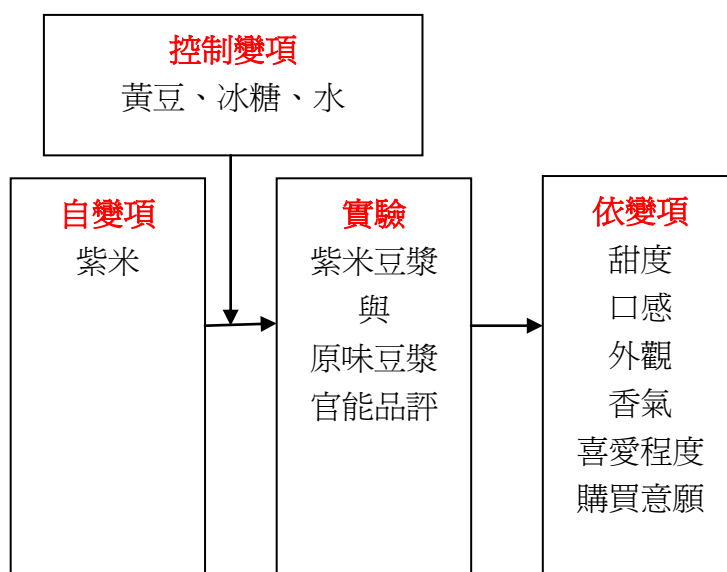 控制變項
黃豆、冰糖、水
自變項
紫米
實驗
紫米豆漿
與
原味豆漿
官能品評
依變項
甜度
口感
外觀
香氣
喜愛程度
購買意願